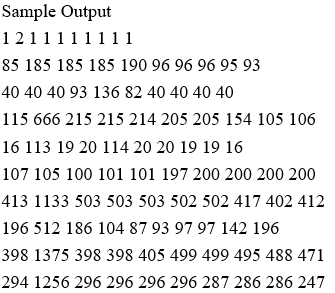 Sample Output
1 2 1 1 1 1 1 1 1 1
85 185 185 185 190 96 96 96 95 93
40 40 40 93 136 82 40 40 40 40
115 666 215 215 214 205 205 154 105 106
16 113 19 20 114 20 20 19 19 16
107 105 100 101 101 197 200 200 200 200
413 1133 503 503 503 502 502 417 402 412
196 512 186 104 87 93 97 97 142 196
398 1375 398 398 405 499 499 495 488 471
294 1256 296 296 296 296 287 286 286 247